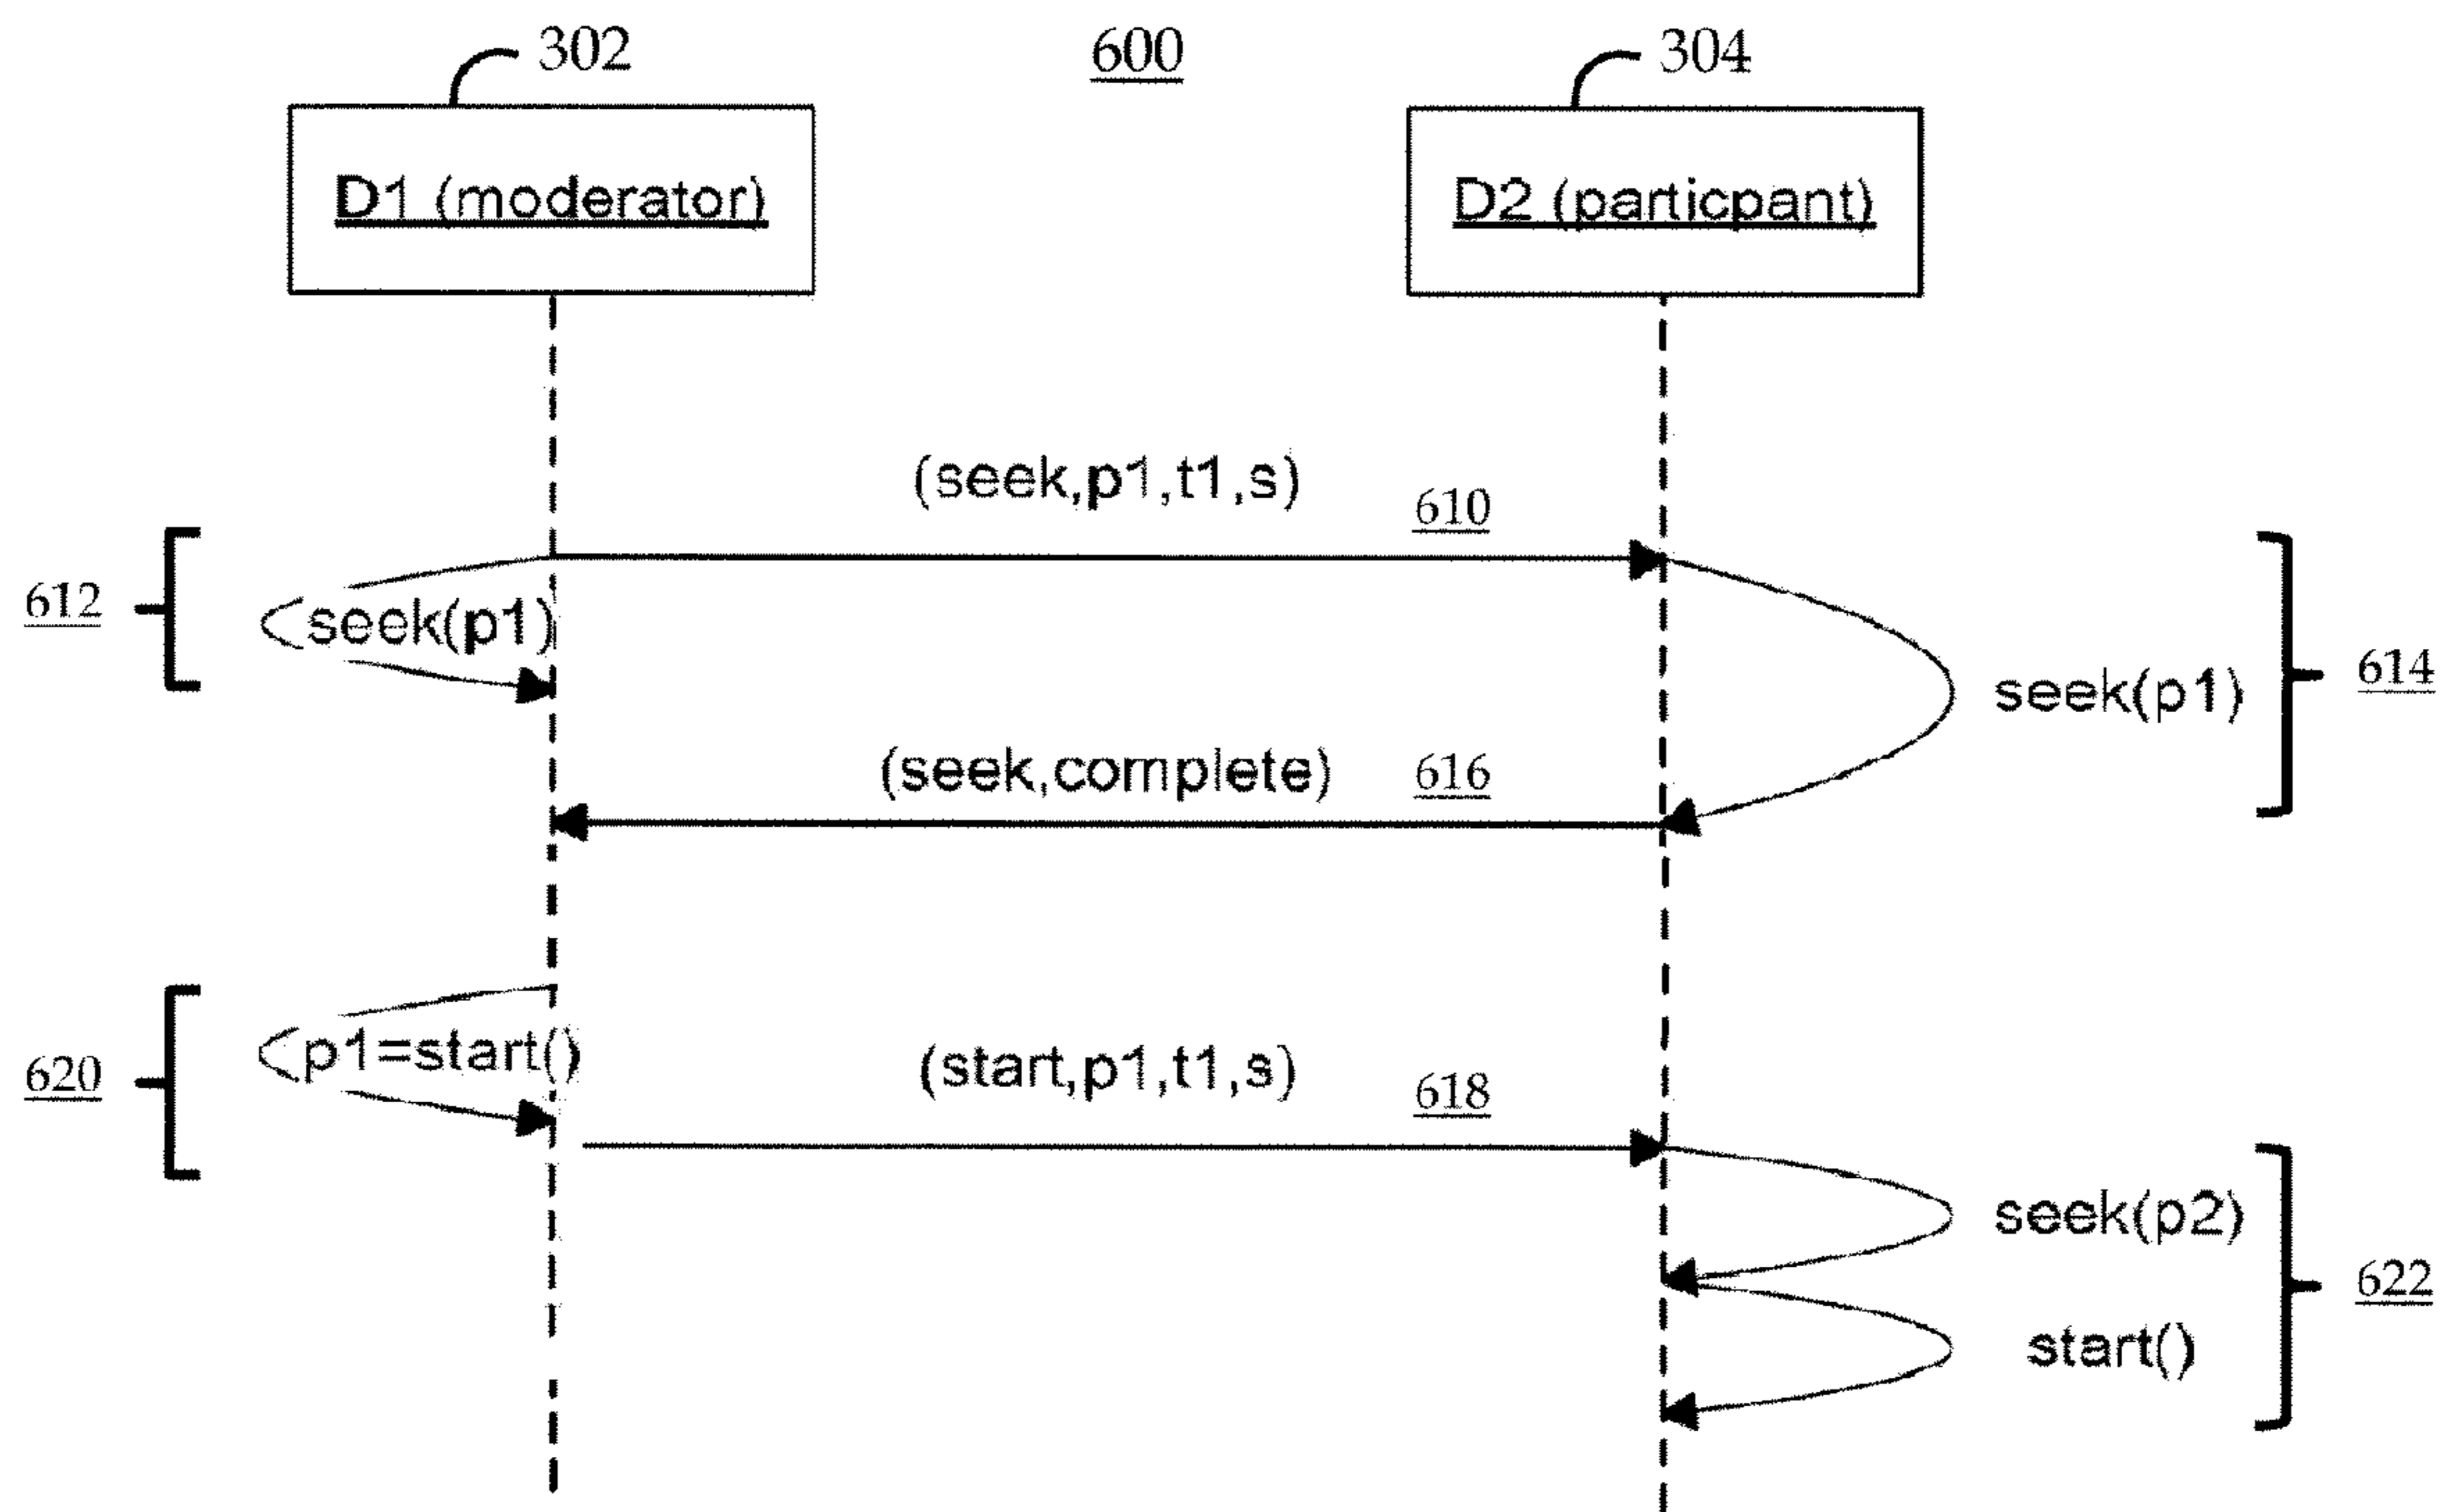 302
600
304
D1 (moderator)
D2 (particpant)
(seek,p1,t1,s)
610
612
seek(p1)
seek(p1)
614
(seek,complete)
616
620
p1=start()
(start,p1,t1,s)
618
seek(p2)
622
start()